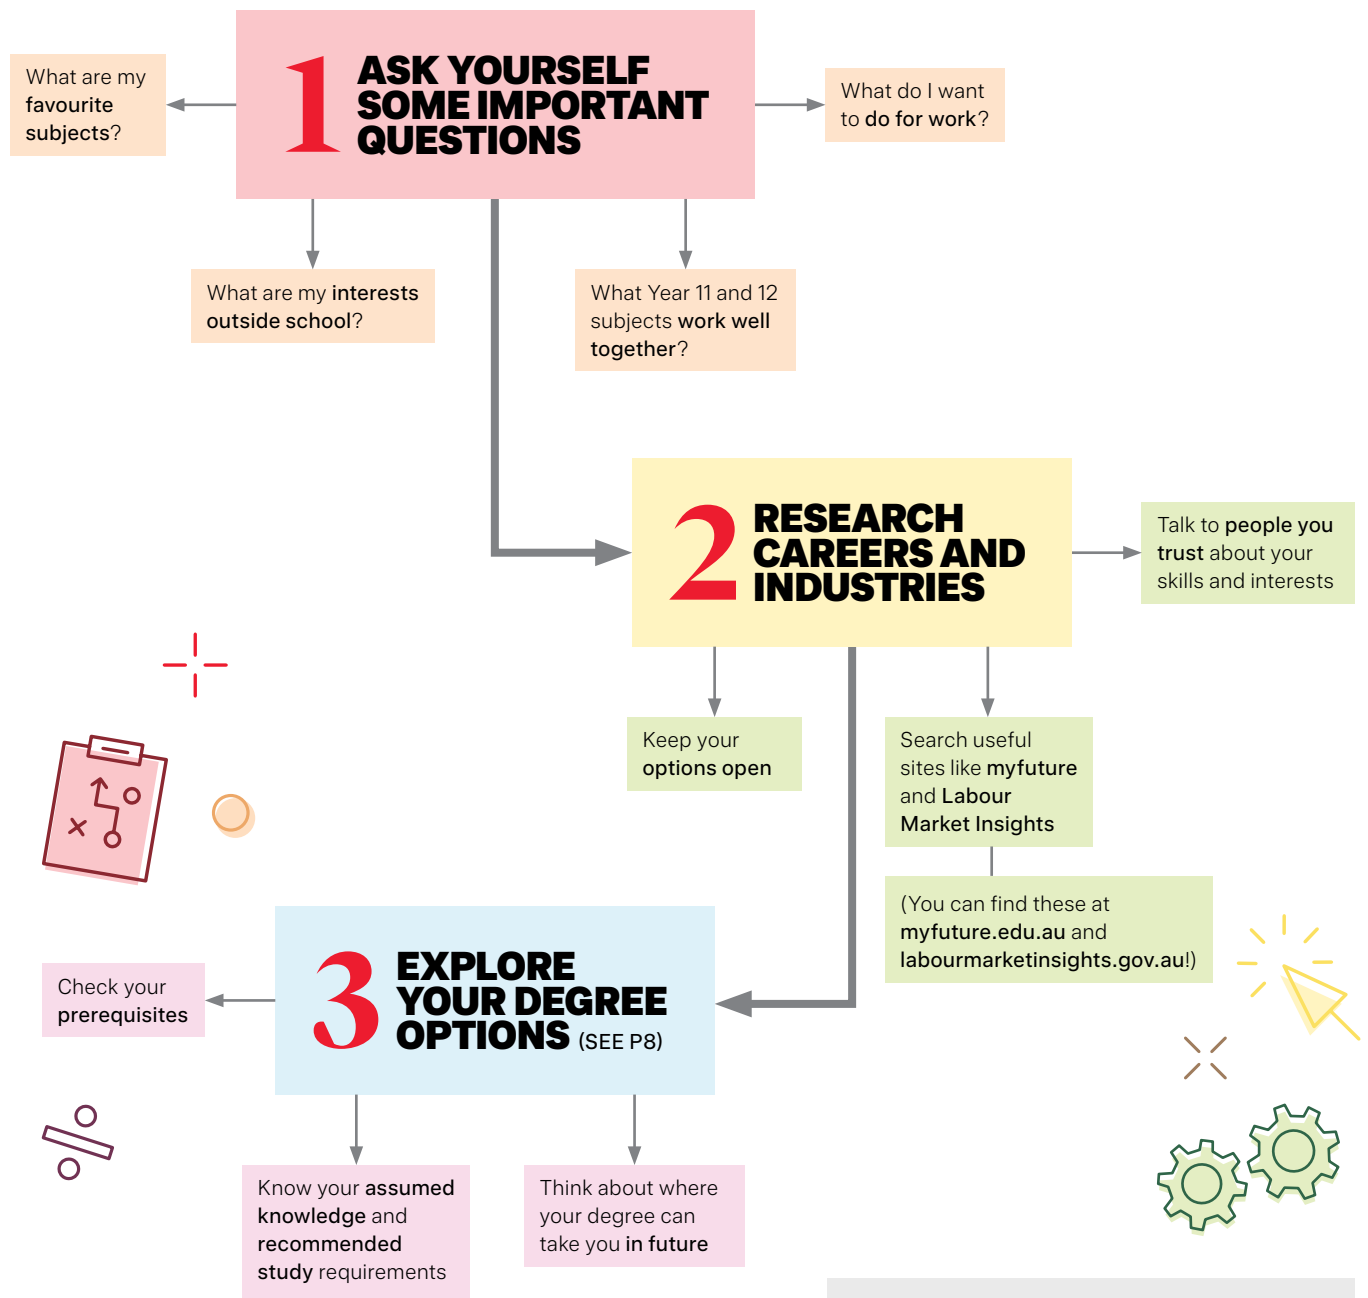 1
ASK YOURSELF
SOME IMPORTANT
QUESTIONS
What are my
favourite
subjects?
What do I want
to do for work?
What are my interests
outside school?
What Year 11 and 12
subjects work well
together?
2
RESEARCH
CAREERS AND
INDUSTRIES
Talk to people you
trust about your
skills and interests
Keep your
options open
Search useful
sites like myfuture
and Labour
Market Insights
(You can find these at
myfuture.edu.au and
labourmarketinsights.gov.au!)
3
EXPLORE
YOUR DEGREE
OPTIONS (SEE P8)
Check your
prerequisites
Know your assumed
knowledge and
recommended
study requirements
Think about where
your degree can
take you in future